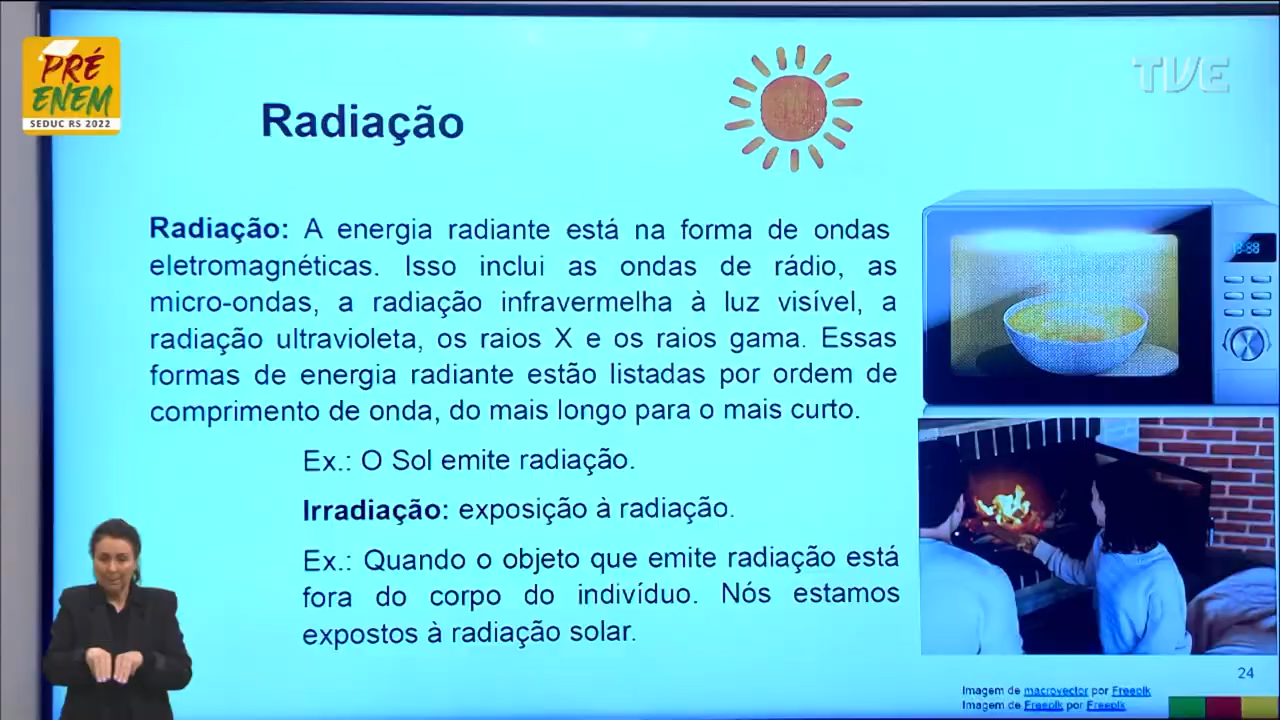 PRÉ
ENEM
SEDUC RS 2022
TVE
Radiação
Radiação: A energia radiante está na forma de ondas
eletromagnéticas. Isso inclui as ondas de rádio, as
micro-ondas, a radiação infravermelha à luz visível, a
radiação ultravioleta, os raios X e os raios gama. Essas
formas de energia radiante estão listadas por ordem de
comprimento de onda, do mais longo para o mais curto.
Ex.: O Sol emite radiação.
Irradiação: exposição à radiação.
Ex.: Quando o objeto que emite radiação está
fora do corpo do indivíduo. Nós estamos
expostos à radiação solar.
24
Imagem de macrovector por Freepik
Imagem de Freepik por Freepik